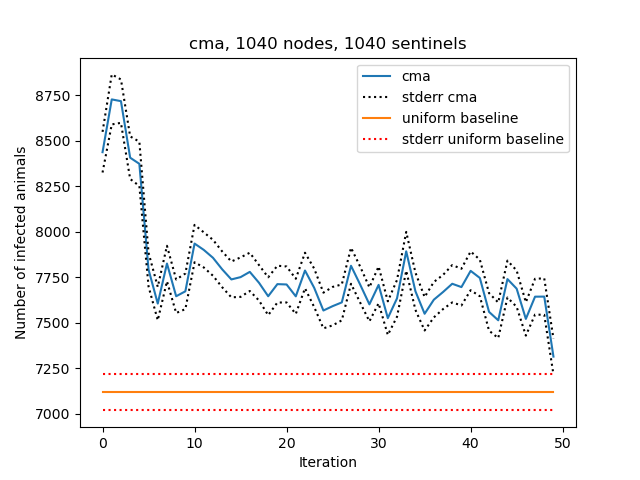 cma, 1040 nodes, 1040 sentinels
cma
stderr cma
uniform baseline
stderr uniform baseline
Number of infected animals
8750
8500
8250
8000
7750
7500
7250
7000
0 10 20 30 40 50
Iteration